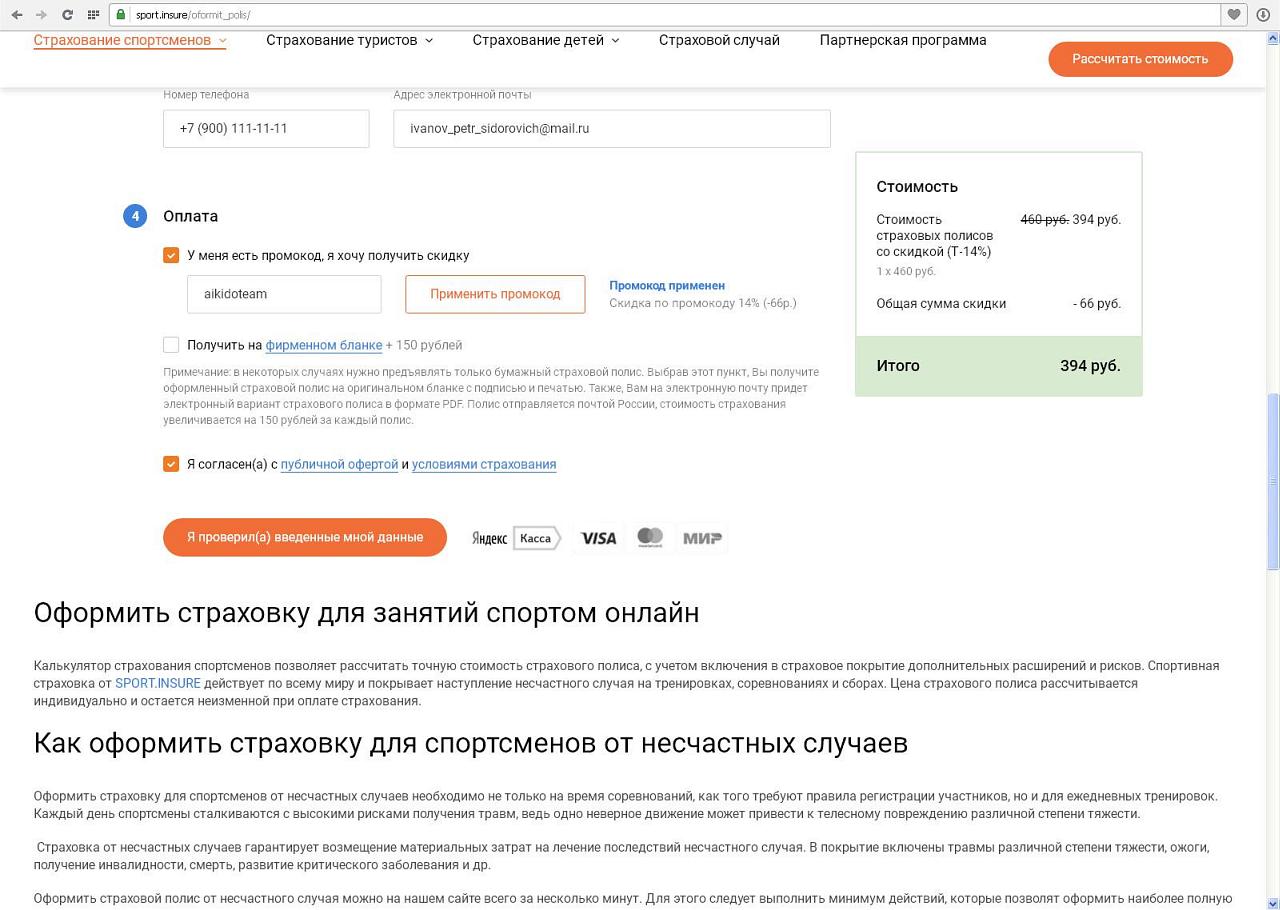 sport.insure/oformit_polis/
Страхование спортсменов Страхование туристов Страхование детей Страховой случай Партнерская программа
Рассчитать стоимость
Номер телефона Адрес электронной почты
+7 (900) 111-11-11 ivanov_petr_sidorovich@mail.ru
4 Оплата
У меня есть промокод, я хочу получить скидку
aikidoteam Применить промокод
Промокод применен
Скидка по промокоду 14% (-66р.)
Получить на фирменном бланке + 150 рублей
Примечание: в некоторых случаях нужно предъявлять только бумажный страховой полис. Выбрав этот пункт, Вы получите
оформленный страховой полис на оригинальном бланке с подписью и печатью. Также, Вам на электронную почту придет
электронный вариант страхового полиса в формате PDF. Полис отправляется почтой России, стоимость страхования
увеличивается на 150 рублей за каждый полис.
Я согласен(а) с публичной офертой и условиями страхования
Я проверил(а) введенные мной данные Яндекс Касса VISA mastercard МИР
Стоимость
Стоимость 460 руб. 394 руб.
страховых полисов
со скидкой (Т-14%)
1 x 460 руб.
Общая сумма скидки - 66 руб.
Итого 394 руб.
Оформить страховку для занятий спортом онлайн
Калькулятор страхования спортсменов позволяет рассчитать точную стоимость страхового полиса, с учетом включения в страховое покрытие дополнительных расширений и рисков. Спортивная
страховка от SPORT.INSURE действует по всему миру и покрывает наступление несчастного случая на тренировках, соревнованиях и сборах. Цена страхового полиса рассчитывается
индивидуально и остается неизменной при оплате страхования.
Как оформить страховку для спортсменов от несчастных случаев
Оформить страховку для спортсменов от несчастных случаев необходимо не только на время соревнований, как того требуют правила регистрации участников, но и для ежедневных тренировок.
Каждый день спортсмены сталкиваются с высокими рисками получения травм, ведь одно неверное движение может привести к телесному повреждению различной степени тяжести.
Страховка от несчастных случаев гарантирует возмещение материальных затрат на лечение последствий несчастного случая. В покрытие включены травмы различной степени тяжести, ожоги,
получение инвалидности, смерть, развитие критического заболевания и др.
Оформить страховой полис от несчастного случая можно на нашем сайте всего за несколько минут. Для этого следует выполнить минимум действий, которые позволят оформить наиболее полную